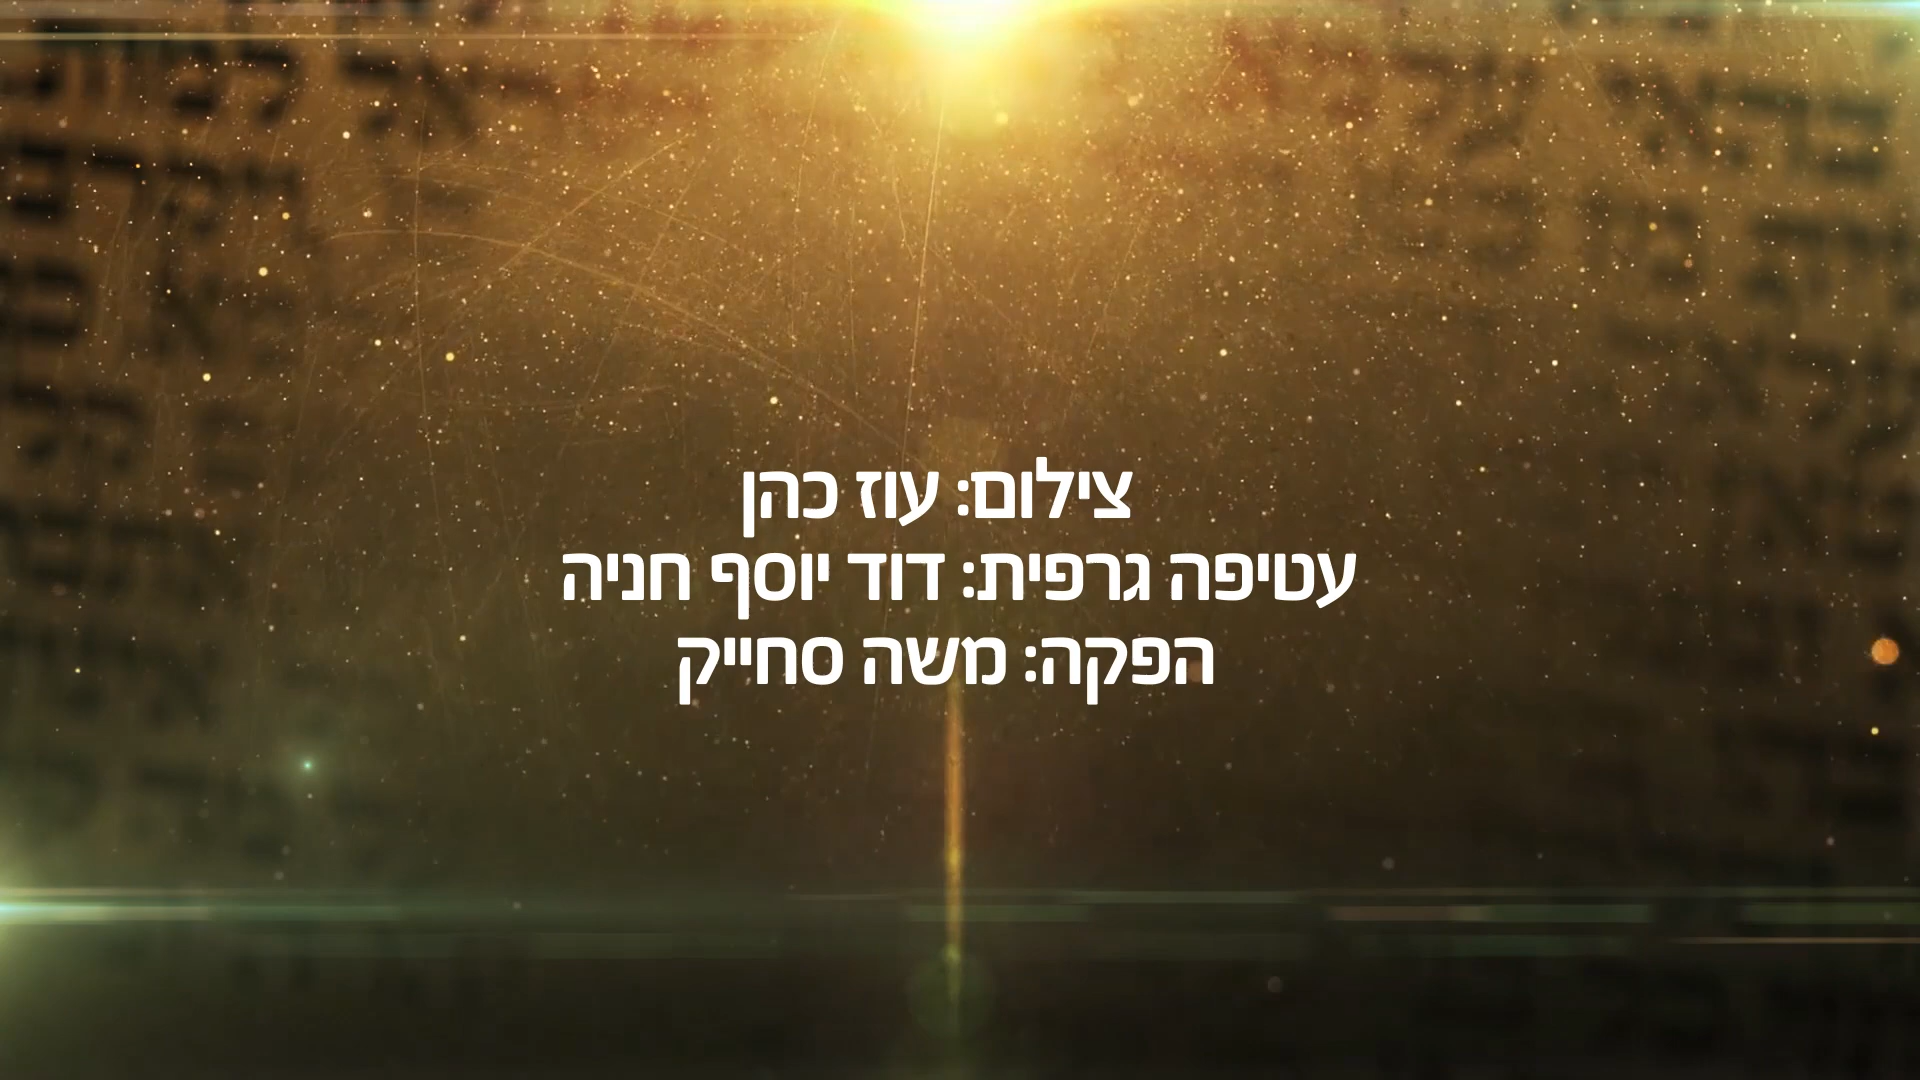 צילום: עוז כהן
עטיפה גרפית: דוד יוסף חניה
הפקה: משה סחייק